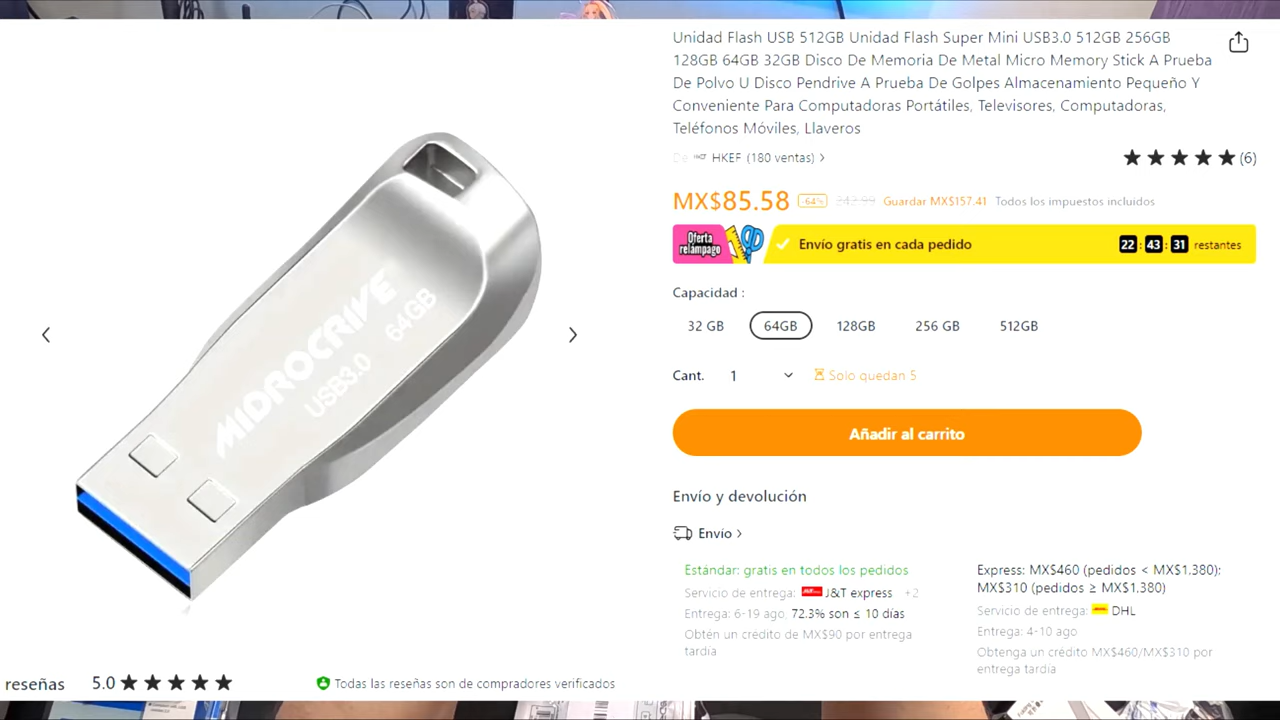 Unidad Flash USB 512GB Unidad Flash Super Mini USB3.0 512GB 256GB
128GB 64GB 32GB Disco De Memoria De Metal Micro Memory Stick A Prueba
De Polvo U Disco Pendrive A Prueba De Golpes Almacenamiento Pequeño Y
Conveniente Para Computadoras Portátiles, Televisores, Computadoras,
Teléfonos Móviles, Llaveros
De HKEF (180 ventas)
(6)
MX$85.58 -64% 242.99 Guardar MX$157.41 Todos los impuestos incluidos
Oferta
relámpago
Envío gratis en cada pedido
22 : 43 : 31 restantes
Capacidad :
32 GB 64GB 128GB 256 GB 512GB
Cant. 1 Solo quedan 5
Añadir al carrito
Envío y devolución
Envío
Estándar: gratis en todos los pedidos
Servicio de entrega: J&T express +2
Entrega: 6-19 ago, 72.3% son ≤ 10 días
Obtén un crédito de MX$90 por entrega
tardía
Express: MX$460 (pedidos < MX$1,380);
MX$310 (pedidos ≥ MX$1,380)
Servicio de entrega: DHL
Entrega: 4-10 ago
Obtenga un crédito MX$460/MX$310 por
entrega tardía
MIDROCRIVE
USB3.0 64GB
reseñas 5.0
Todas las reseñas son de compradores verificados